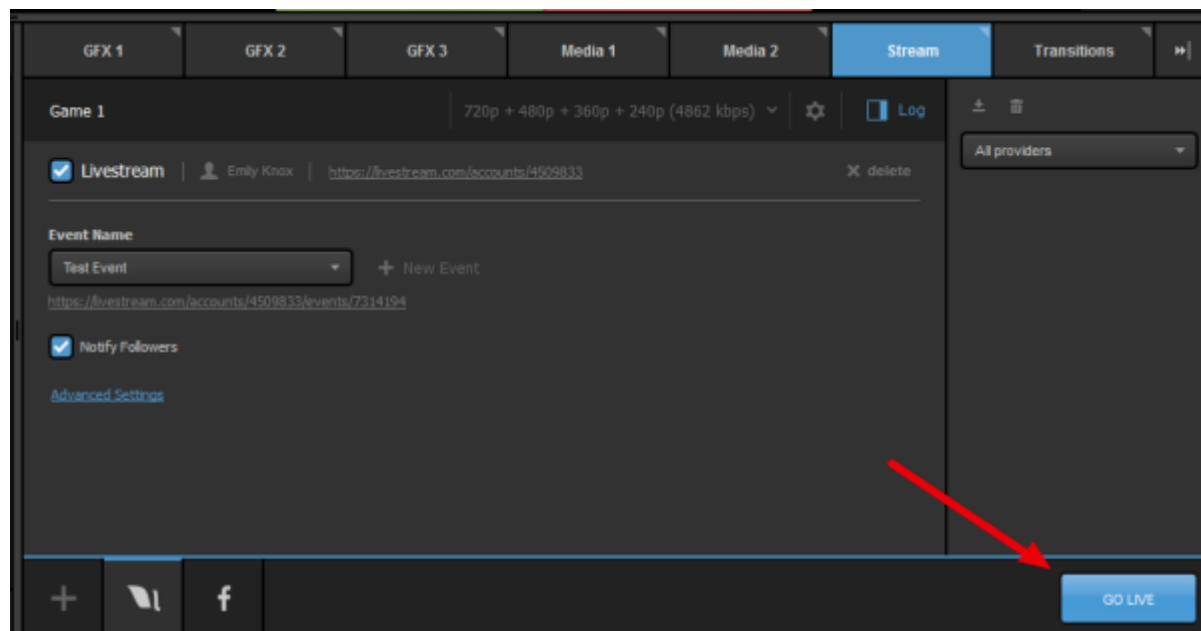 GFX 1 GFX 2 GFX 3 Media 1 Media 2 Stream Transitions
Game 1 720p + 480p + 360p + 240p (4862 kbps) Log
All providers
Livestream Emily Knox https://livestream.com/accounts/4509833 delete
Event Name
Test Event New Event
https://livestream.com/accounts/4509833/events/7314194
Notify Followers
Advanced Settings
GO LIVE